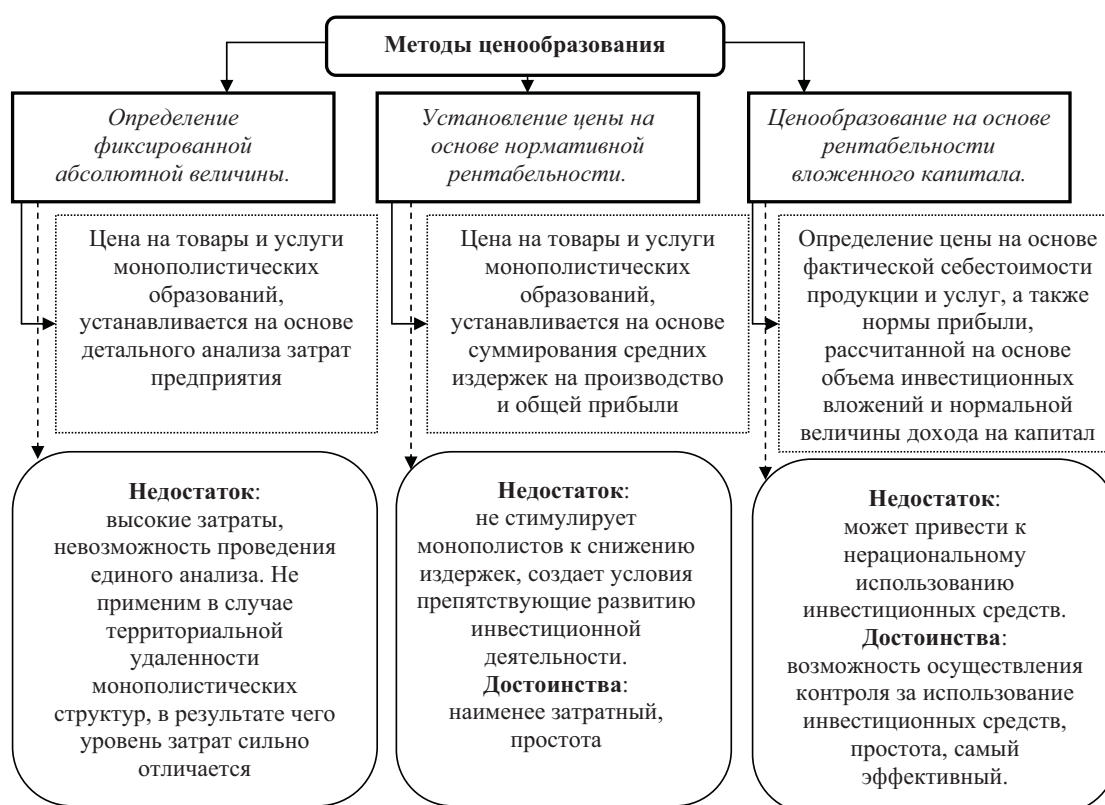 Методы ценообразования
Определение
фиксированной
абсолютной величины.
Цена на товары и услуги
монополистических
образований,
устанавливается на основе
детального анализа затрат
предприятия
Недостаток:
высокие затраты,
невозможность проведения
единого анализа. Не
применим в случае
территориальной
удаленности
монополистических
структур, в результате чего
уровень затрат сильно
отличается
Установление цены на
основе нормативной
рентабельности.
Цена на товары и услуги
монополистических
образований,
устанавливается на основе
суммирования средних
издержек на производство
и общей прибыли
Недостаток:
не стимулирует
монополистов к снижению
издержек, создает условия
препятствующие развитию
инвестиционной
деятельности.
Достоинства:
наименее затратный,
простота
Ценообразование на основе
рентабельности
вложенного капитала.
Определение цены на основе
фактической себестоимости
продукции и услуг, а также
нормы прибыли,
рассчитанной на основе
объема инвестиционных
вложений и нормальной
величины дохода на капитал
Недостаток:
может привести к
нерациональному
использованию
инвестиционных средств.
Достоинства:
возможность осуществления
контроля за использование
инвестиционных средств,
простота, самый
эффективный.